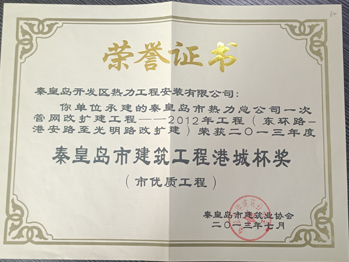 荣誉证书
秦皇岛开发区热力工程安装有限公司:
你单位承建的秦皇岛市热力总公司一次
管网改扩建工程——2012年工程(东环路-
港安路至光明路改扩建)荣获二〇一三年度
秦皇岛市建筑工程港城杯奖
(市优质工程)
秦皇岛市建筑业协会
二〇一三年七月